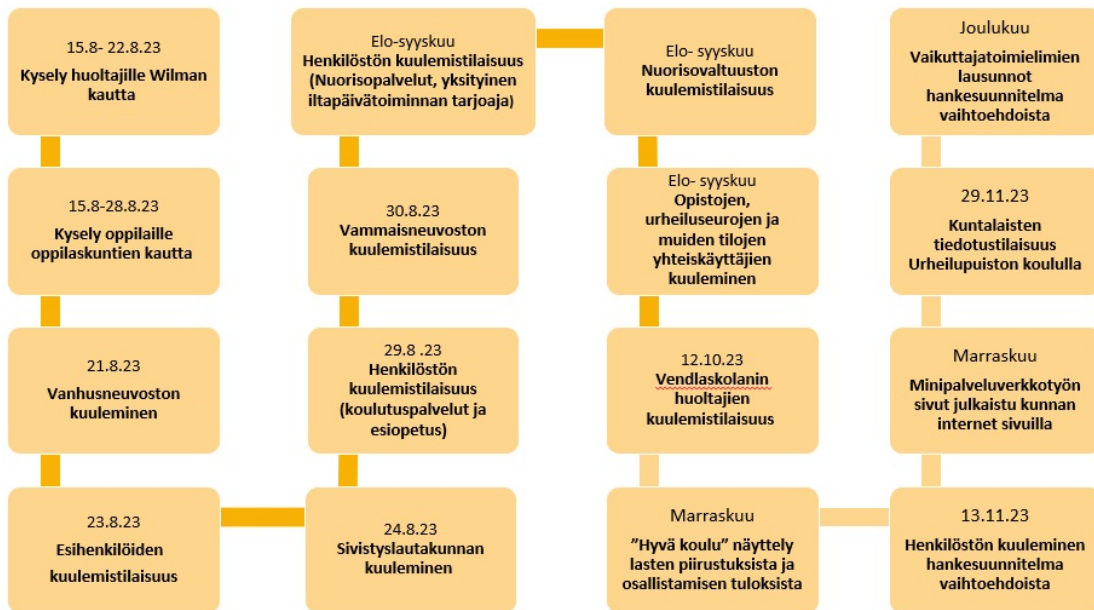 15.8- 22.8.23
Kysely huoltajille Wilman
kautta
15.8-28.8.23
Kysely oppilaille
oppilaskuntien kautta
21.8.23
Vanhusneuvoston
kuuleminen
23.8.23
Esihenkilöiden
kuulemistilaisuus
24.8.23
Sivistyslautakunnan
kuuleminen
29.8 .23
Henkilöstön
kuulemistilaisuus
(koulutuspalvelut ja
esiopetus)
30.8.23
Vammaisneuvoston
kuulemistilaisuus
Elo-syyskuu
Henkilöstön kuulemistilaisuus
(Nuorisopalvelut, yksityinen
iltapäivätoiminnan tarjoaja)
Elo- syyskuu
Nuorisovaltuuston
kuulemistilaisuus
Elo- syyskuu
Opistojen,
urheiluseurojen ja
muiden tilojen
yhteiskäyttäjien
kuuleminen
12.10.23
Vendlaskolanin
huoltajien
kuulemistilaisuus
Marraskuu
”Hyvä koulu” näyttely
lasten piirustuksista ja
osallistamisen tuloksista
13.11.23
Henkilöstön kuuleminen
hankesuunnitelma
vaihtoehdoista
Marraskuu
Minipalveluverkkotyön
sivut julkaistu kunnan
internet sivuilla
29.11.23
Kuntalaisten
tiedotustilaisuus
Urheilupuiston koululla
Joulukuu
Vaikuttajatoimielimien
lausunnot
hankesuunnitelma
vaihtoehdoista